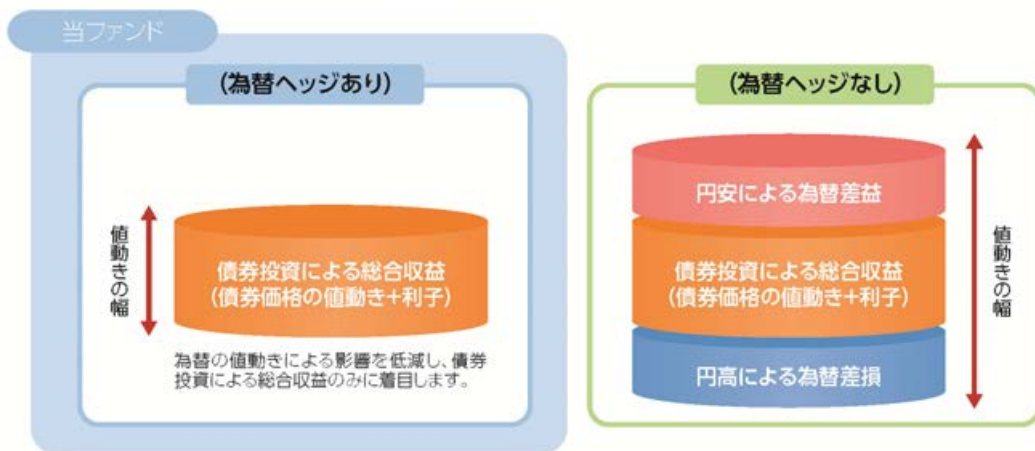 当ファンド
(為替ヘッジあり)
値動きの幅
債券投資による総合収益
(債券価格の値動き+利子)
為替の値動きによる影響を低減し、債券
投資による総合収益のみに着目します。
(為替ヘッジなし)
円安による為替差益
債券投資による総合収益
(債券価格の値動き+利子)
円高による為替差損
値動きの幅